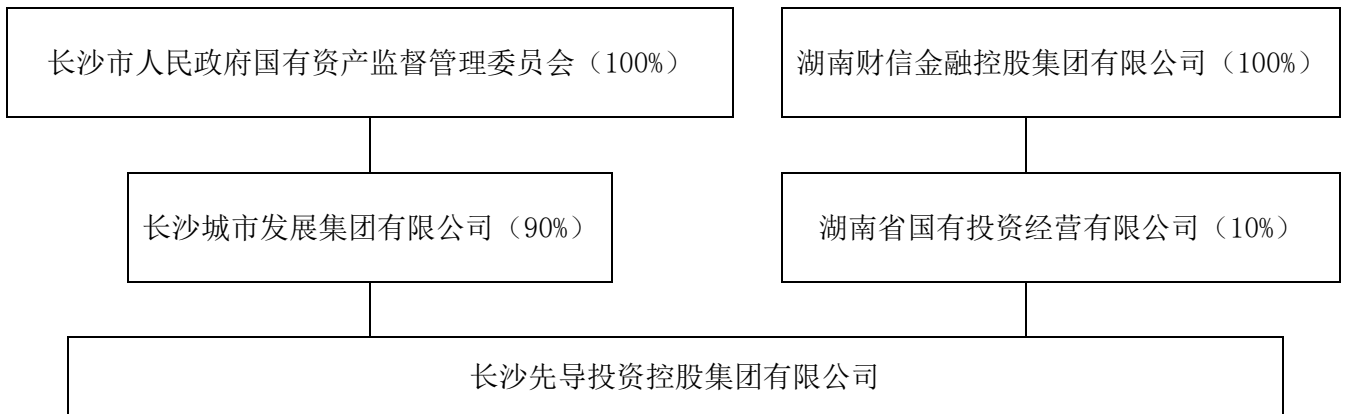 长沙市人民政府国有资产监督管理委员会（100%）
湖南财信金融控股集团有限公司（100%）
长沙城市发展集团有限公司（90%）
湖南省国有投资经营有限公司（10%）
长沙先导投资控股集团有限公司